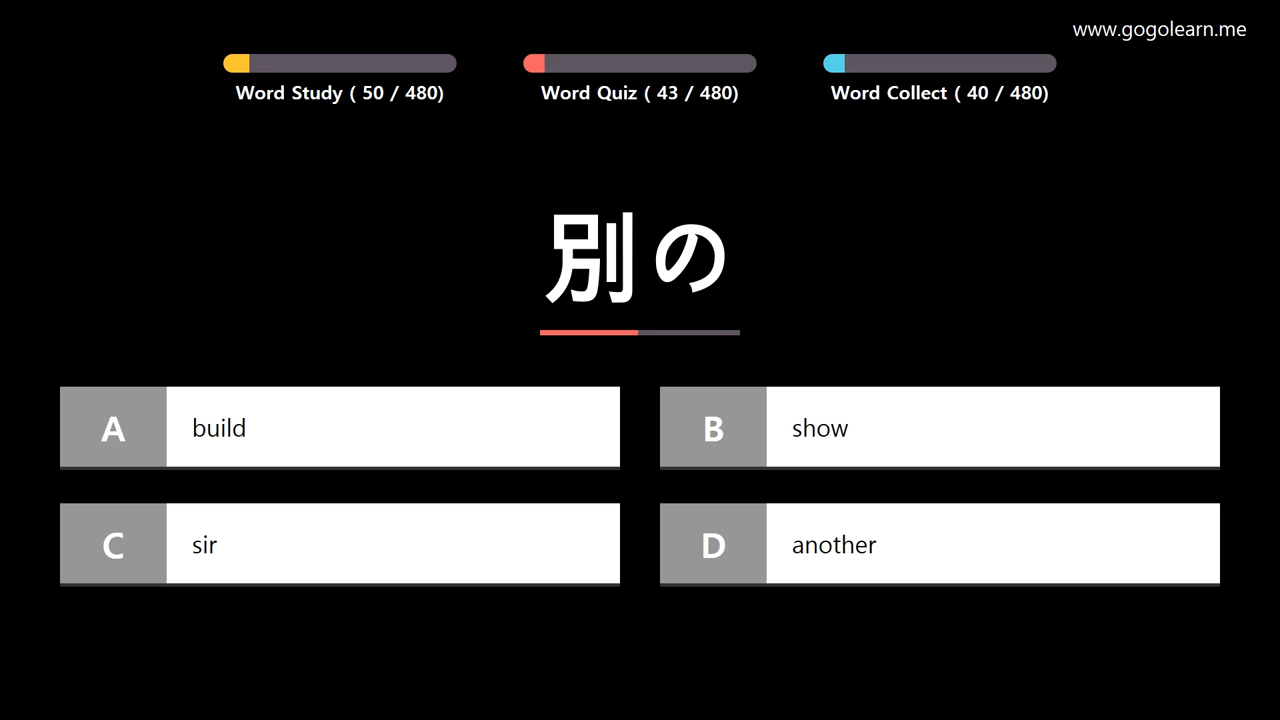 www.gogolearn.me
Word Study ( 50 / 480)
Word Quiz ( 43 / 480)
Word Collect ( 40 / 480)
別の
A build
B show
C sir
D another